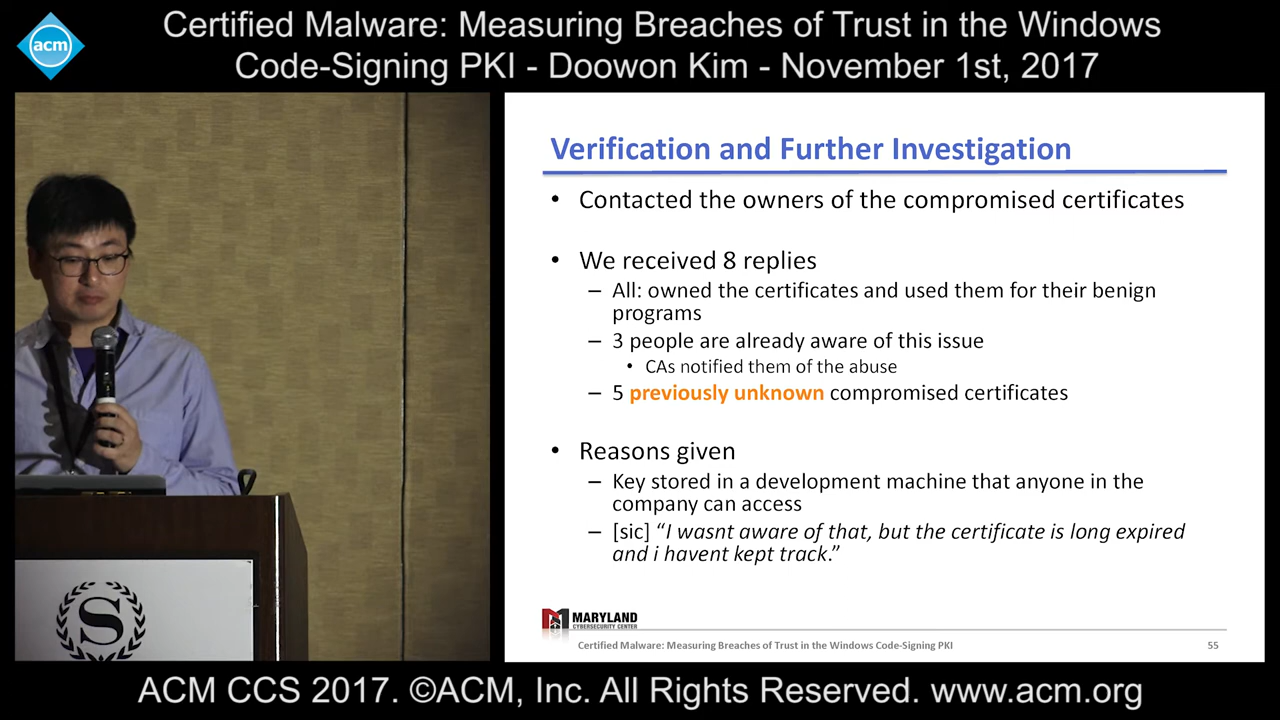 Certified Malware: Measuring Breaches of Trust in the Windows
Code-Signing PKI - Doowon Kim - November 1st, 2017
acm
Verification and Further Investigation
• Contacted the owners of the compromised certificates
• We received 8 replies
– All: owned the certificates and used them for their benign
programs
– 3 people are already aware of this issue
• CAs notified them of the abuse
– 5 previously unknown compromised certificates
• Reasons given
– Key stored in a development machine that anyone in the
company can access
– [sic] “I wasnt aware of that, but the certificate is long expired
and i havent kept track.”
MARYLAND
CYBERSECURITY CENTER
Certified Malware: Measuring Breaches of Trust in the Windows Code-Signing PKI
55
S
ACM CCS 2017. ©ACM, Inc. All Rights Reserved. www.acm.org